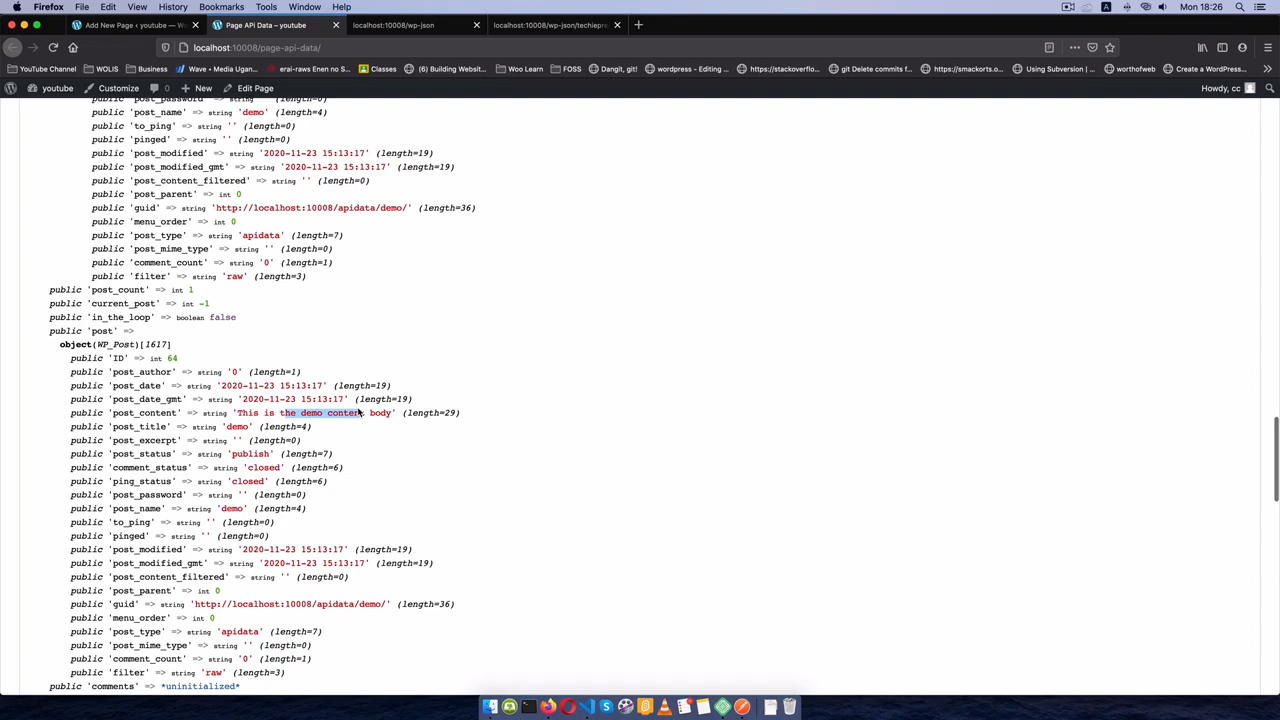 Firefox File Edit View History Bookmarks Tools Window Help A Mon 18:26
Add New Page ‹ youtube — W Page Api Data – youtube localhost:10008/wp-json localhost:10008/wp-json/techiepre
localhost:10008/page-api-data/
YouTube Channel WOLIS Business Wave • Media Ugan erai-raws Enen no S... Classes (6) Building Websit... Woo Learn FOSS Dangit, git! wordpress - Editing ... https://stackoverflo... git Delete commits f... https://smackorts.o... Using Subversion (... worthofweb Create a WordPress...
youtube Customize 0 New Edit Page Howdy, cc
public 'post_password' => string '' (length=0)
public 'post_name' => string 'demo' (length=4)
public 'to_ping' => string '' (length=0)
public 'pinged' => string '' (length=0)
public 'post_modified' => string '2020-11-23 15:13:17' (length=19)
public 'post_modified_gmt' => string '2020-11-23 15:13:17' (length=19)
public 'post_content_filtered' => string '' (length=0)
public 'post_parent' => int 0
public 'guid' => string 'http://localhost:10008/apidata/demo/' (length=36)
public 'menu_order' => int 0
public 'post_type' => string 'apidata' (length=7)
public 'post_mime_type' => string '' (length=0)
public 'comment_count' => string '0' (length=1)
public 'filter' => string 'raw' (length=3)
public 'post_count' => int 1
public 'current_post' => int -1
public 'in_the_loop' => boolean false
public 'post' =>
object(WP_Post)[1617]
public 'ID' => int 64
public 'post_author' => string '0' (length=1)
public 'post_date' => string '2020-11-23 15:13:17' (length=19)
public 'post_date_gmt' => string '2020-11-23 15:13:17' (length=19)
public 'post_content' => string 'This is the demo content body' (length=29)
public 'post_title' => string 'demo' (length=4)
public 'post_excerpt' => string '' (length=0)
public 'post_status' => string 'publish' (length=7)
public 'comment_status' => string 'closed' (length=6)
public 'ping_status' => string 'closed' (length=6)
public 'post_password' => string '' (length=0)
public 'post_name' => string 'demo' (length=4)
public 'to_ping' => string '' (length=0)
public 'pinged' => string '' (length=0)
public 'post_modified' => string '2020-11-23 15:13:17' (length=19)
public 'post_modified_gmt' => string '2020-11-23 15:13:17' (length=19)
public 'post_content_filtered' => string '' (length=0)
public 'post_parent' => int 0
public 'guid' => string 'http://localhost:10008/apidata/demo/' (length=36)
public 'menu_order' => int 0
public 'post_type' => string 'apidata' (length=7)
public 'post_mime_type' => string '' (length=0)
public 'comment_count' => string '0' (length=1)
public 'filter' => string 'raw' (length=3)
public 'comments' => *uninitialized*